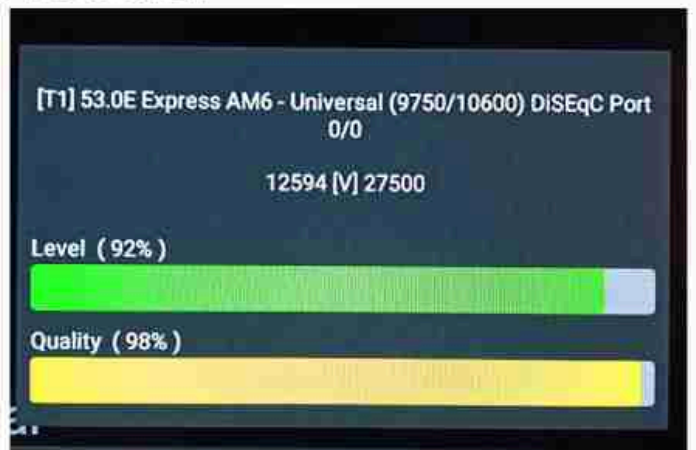 [T1] 53.0E Express AM6 - Universal (9750/10600) DiSEqC Port
0/0
12594 [V] 27500
Level ( 92% )
Quality ( 98% )